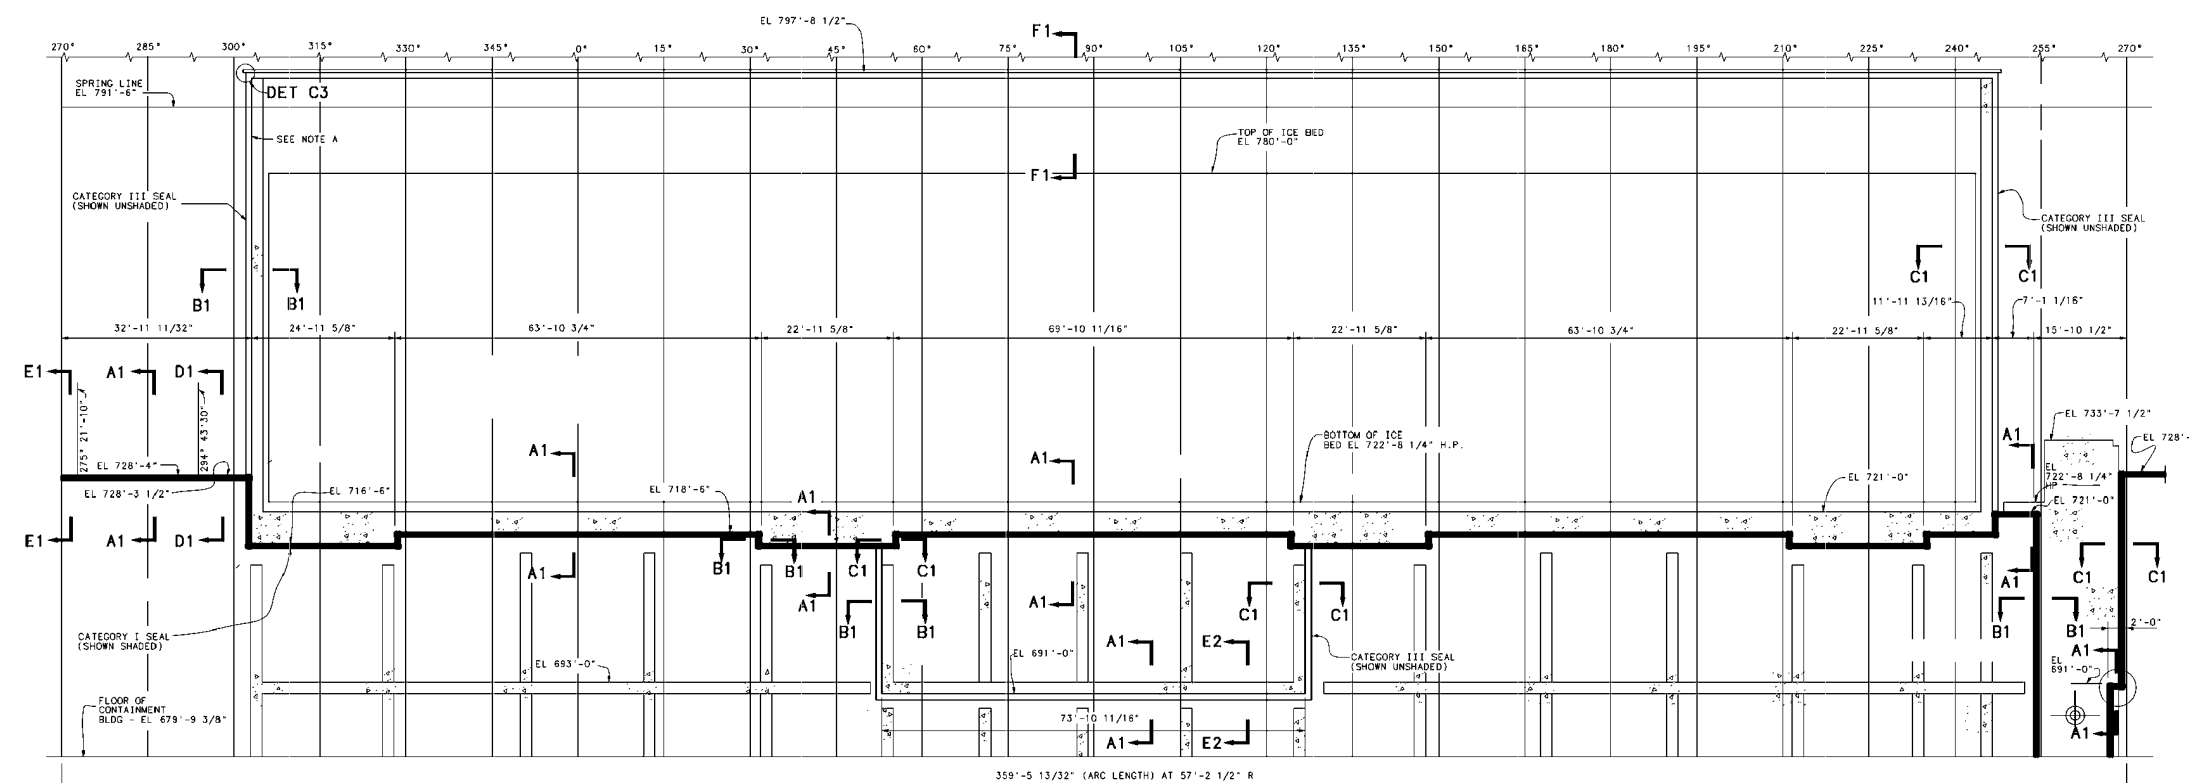 EL 797'-8 1/2"
F1
270° 285° 300° 315° 330° 345° 0° 15° 30° 45° 60° 75° 90° 105° 120° 135° 150° 165° 180° 195° 210° 225° 240° 255° 270°
SPRING LINE
EL 791'-6"
DET C3
SEE NOTE A
TOP OF ICE BED
EL 780'-0"
F1
CATEGORY III SEAL
(SHOWN UNSHADED)
CATEGORY III SEAL
(SHOWN UNSHADED)
B1 B1 C1 C1
11'-11 13/16" 7'-1 1/16"
32'-11 11/32" 24'-11 5/8" 63'-10 3/4" 22'-11 5/8" 69'-10 11/16" 22'-11 5/8" 63'-10 3/4" 22'-11 5/8" 15'-10 1/2"
E1 A1 D1
275° 21'-10"
294° 43'30"
EL 733'-7 1/2"
BOTTOM OF ICE
BED EL 722'-8 1/4" H.P.
A1 A1 A1
EL 728'-
EL 728'-4"
EL 728'-3 1/2"
EL 716'-6"
EL 718'-6"
A1
EL 721'-0"
EL
722'-8 1/4"
HP
EL 721'-0"
E1 A1 D1
A1 B1 B1 C1 C1 A1 C1 C1
A1 A1 C1 C1
B1 B1 B1 B1
2'-0"
CATEGORY I SEAL
(SHOWN SHADED)
A1 E2 A1
EL 693'-0"
EL 691'-0"
CATEGORY III SEAL
(SHOWN UNSHADED)
EL
691'-0"
FLOOR OF
CONTAINMENT
BLDG - EL 679'-9 3/8"
73'-10 11/16"
A1 E2 A1
359'-5 13/32" (ARC LENGTH) AT 57'-2 1/2" R